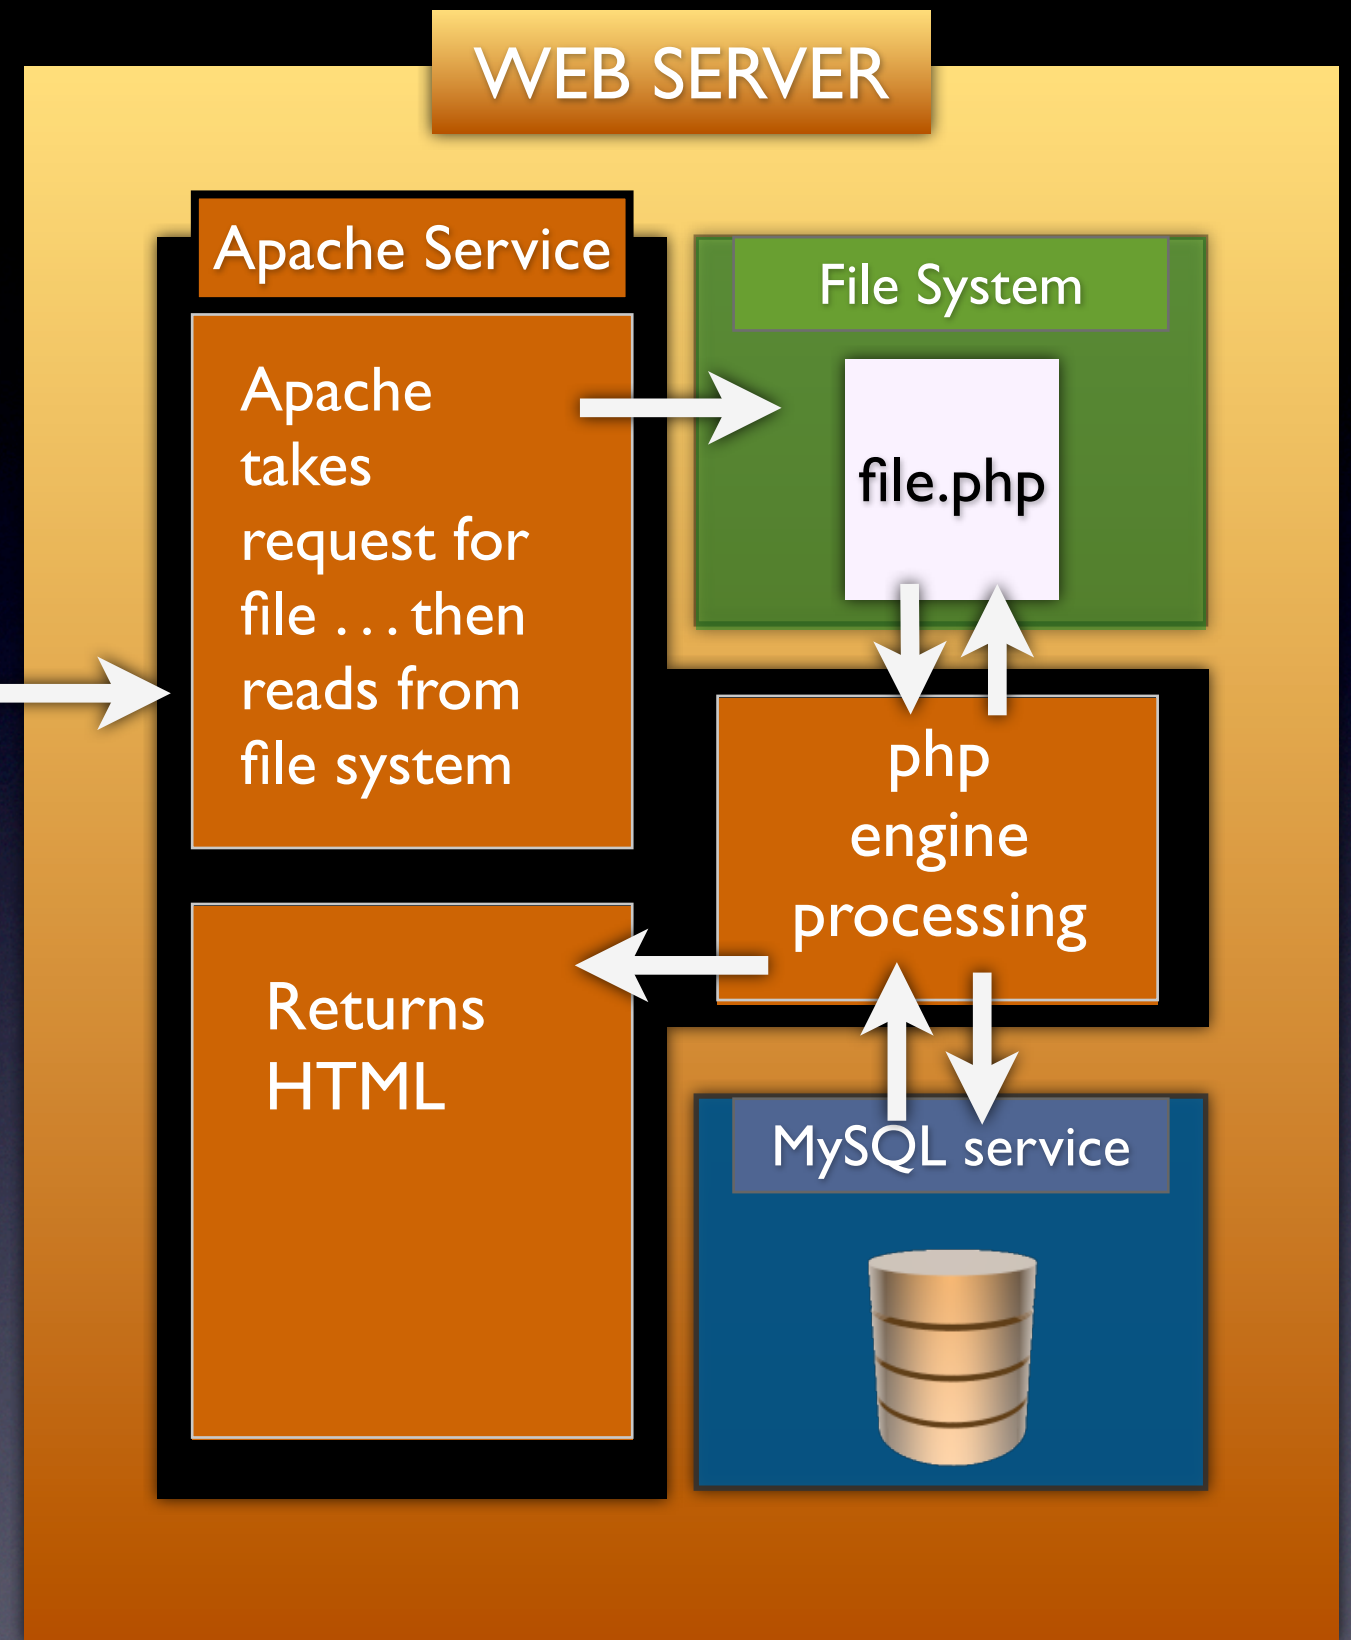 WEB SERVER
Apache Service
Apache
takes
request for
file . . . then
reads from
file system
File System
file.php
php
engine
processing
Returns
HTML
MySQL service